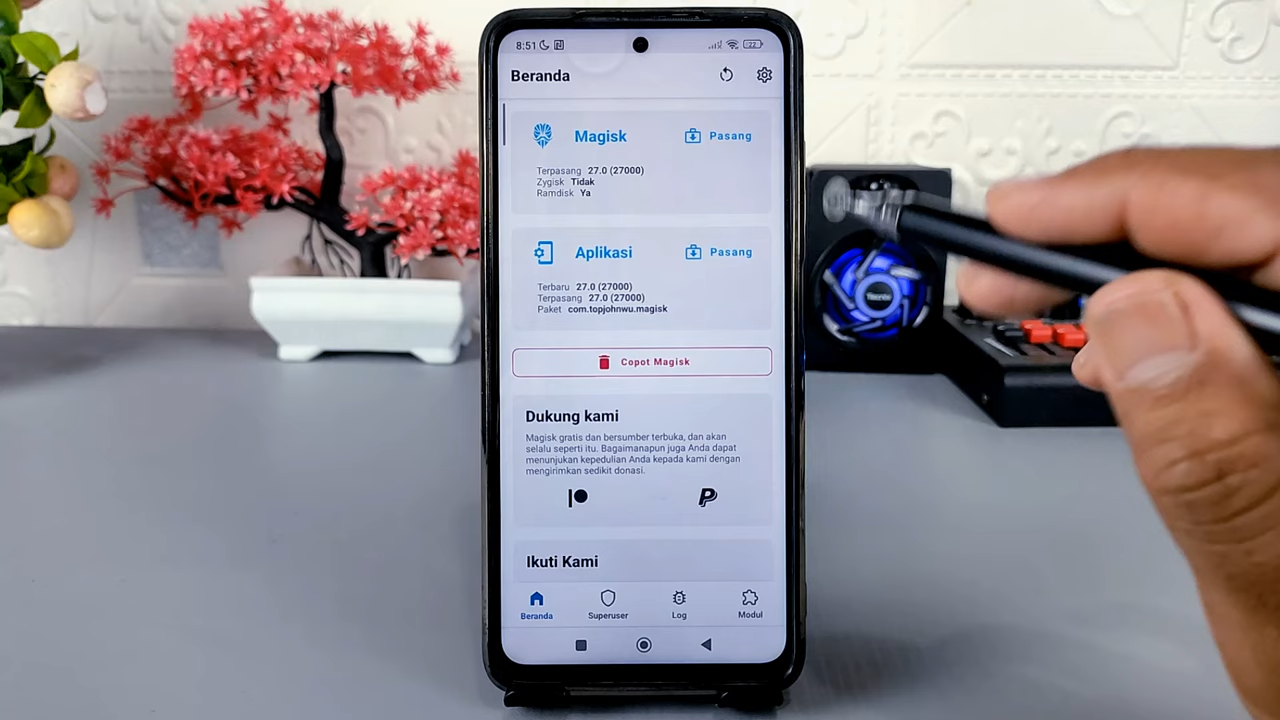 8:51
22
Beranda
Magisk
Pasang
Terpasang 27.0 (27000)
Zygisk Tidak
Ramdisk Ya
Aplikasi
Pasang
Terbaru 27.0 (27000)
Terpasang 27.0 (27000)
Paket com.topjohnwu.magisk
Copot Magisk
Dukung kami
Magisk gratis dan bersumber terbuka, dan akan
selalu seperti itu. Bagaimanapun juga Anda dapat
menunjukan kepedulian Anda kepada kami dengan
mengirimkan sedikit donasi.
Ikuti Kami
Beranda
Superuser
Log
Modul